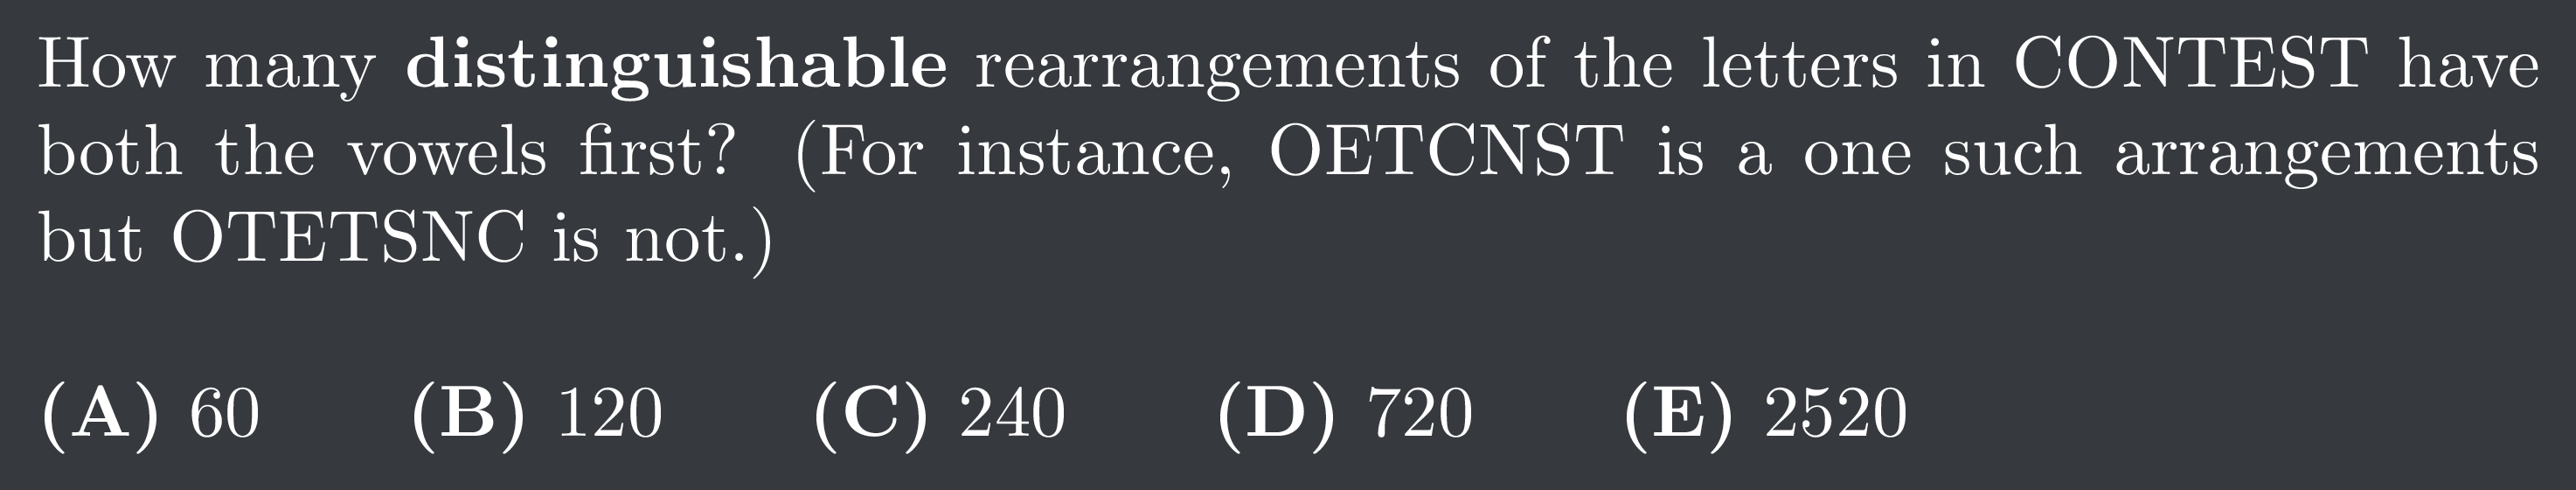 How many distinguishable rearrangements of the letters in CONTEST have
both the vowels first? (For instance, OETCNST is a one such arrangements
but OTETSNC is not.)
(A) 60 (B) 120 (C) 240 (D) 720 (E) 2520